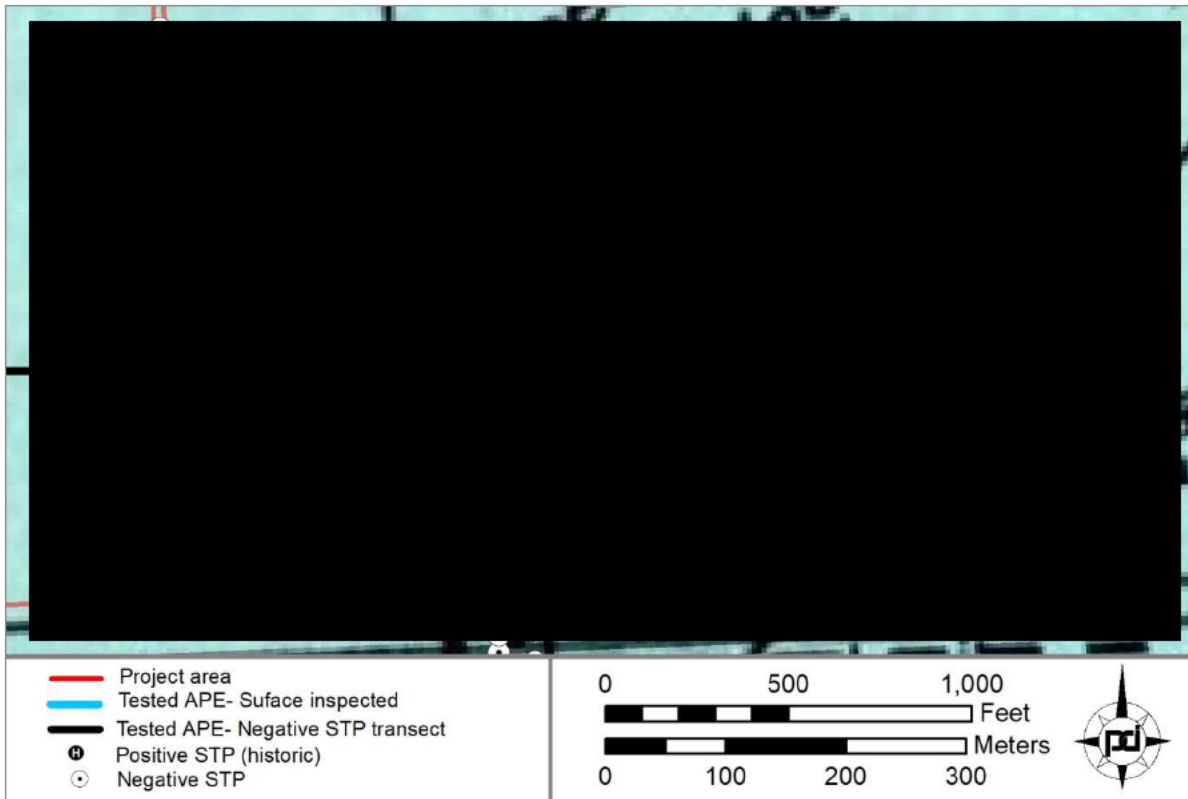 Project area
Tested APE- Suface inspected
Tested APE- Negative STP transect
H Positive STP (historic)
Negative STP
0 500 1,000
Feet
Meters
0 100 200 300
pci